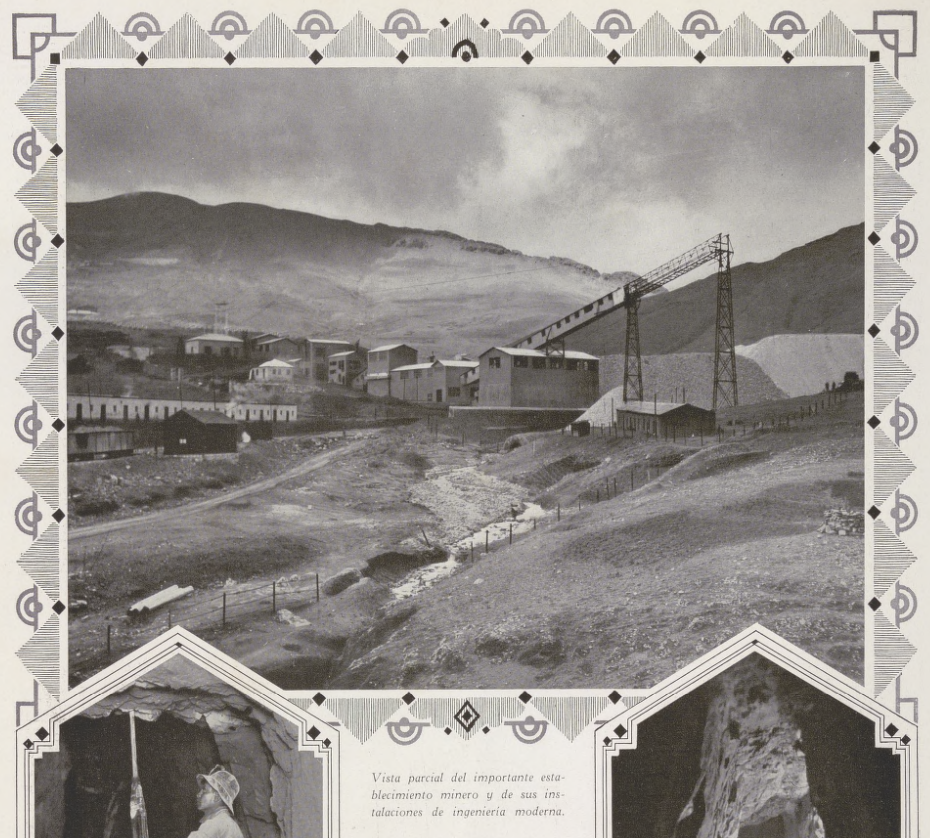 Vista parcial del importante esta-
blecimiento minero y de sus ins-
talaciones de ingeniería moderna.